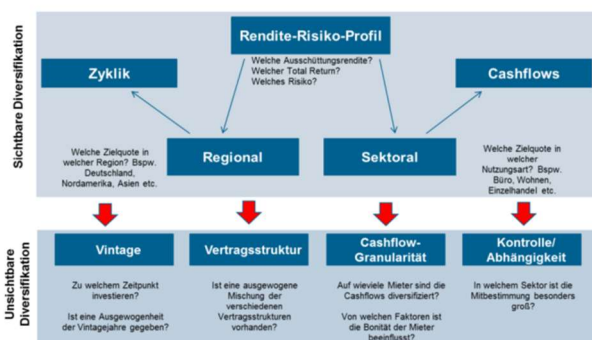 Sichtbare Diversifikation
Rendite-Risiko-Profil
Welche Ausschüttungsrendite?
Welcher Total Return?
Welches Risiko?
Zyklik
Cashflows
Welche Zielquote in
welcher Region? Bspw.
Deutschland,
Nordamerika, Asien etc.
Regional
Sektoral
Welche Zielquote in
welcher
Nutzungsart? Bspw.
Büro, Wohnen,
Einzelhandel etc.
Unsichtbare
Diversifikation
Vintage
Zu welchem Zeitpunkt
investieren?
Ist eine Ausgewogenheit
der Vintagejahre gegeben?
Vertragsstruktur
Ist eine ausgewogene
Mischung der
verschiedenen
Vertragsstrukturen
vorhanden?
Cashflow-
Granularität
Auf wieviele Mieter sind die
Cashflows diversifiziert?
Von welchen Faktoren ist
die Bonität der Mieter
beeinflusst?
Kontrolle/
Abhängigkeit
In welchem Sektor ist die
Mitbestimmung besonders
groß?